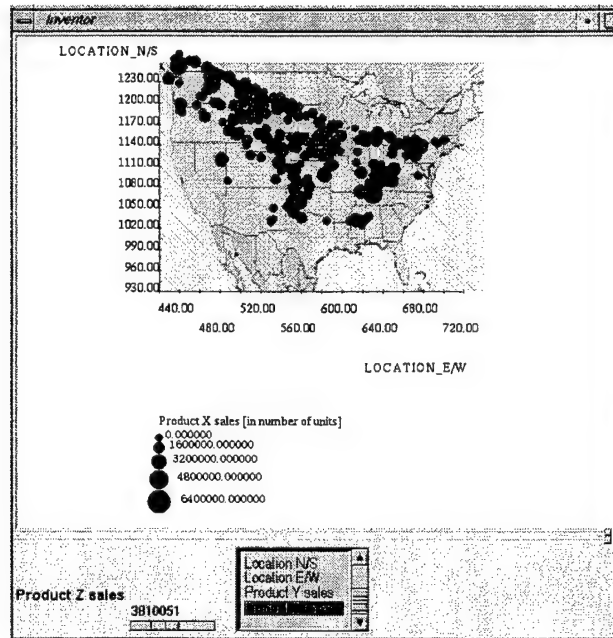 Inventor
LOCATION_N/S
1230.00
1200.00
1170.00
1140.00
1110.00
1080.00
1050.00
1020.00
990.00
960.00
930.00
440.00 520.00 600.00 680.00
480.00 560.00 640.00 720.00
LOCATION_E/W
Product X sales [in number of units]
0.000000
1600000.000000
3200000.000000
4800000.000000
6400000.000000
Location N/S
Location E/W
Product Y sales
Product Z sales
3810051